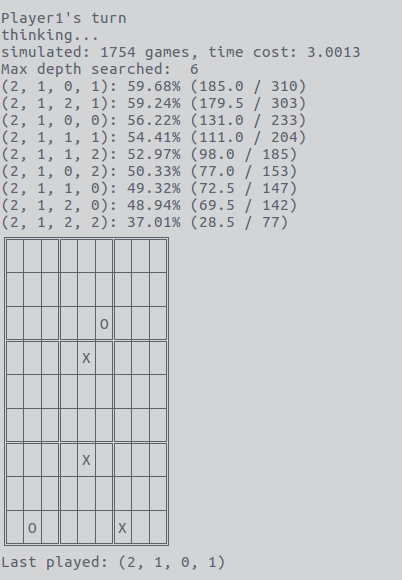 Player1's turn
thinking...
simulated: 1754 games, time cost: 3.0013
Max depth searched:  6
(2, 1, 0, 1): 59.68% (185.0 / 310)
(2, 1, 2, 1): 59.24% (179.5 / 303)
(2, 1, 0, 0): 56.22% (131.0 / 233)
(2, 1, 1, 1): 54.41% (111.0 / 204)
(2, 1, 1, 2): 52.97% (98.0 / 185)
(2, 1, 0, 2): 50.33% (77.0 / 153)
(2, 1, 1, 0): 49.32% (72.5 / 147)
(2, 1, 2, 0): 48.94% (69.5 / 142)
(2, 1, 2, 2): 37.01% (28.5 / 77)
O
X
X
O X
Last played: (2, 1, 0, 1)